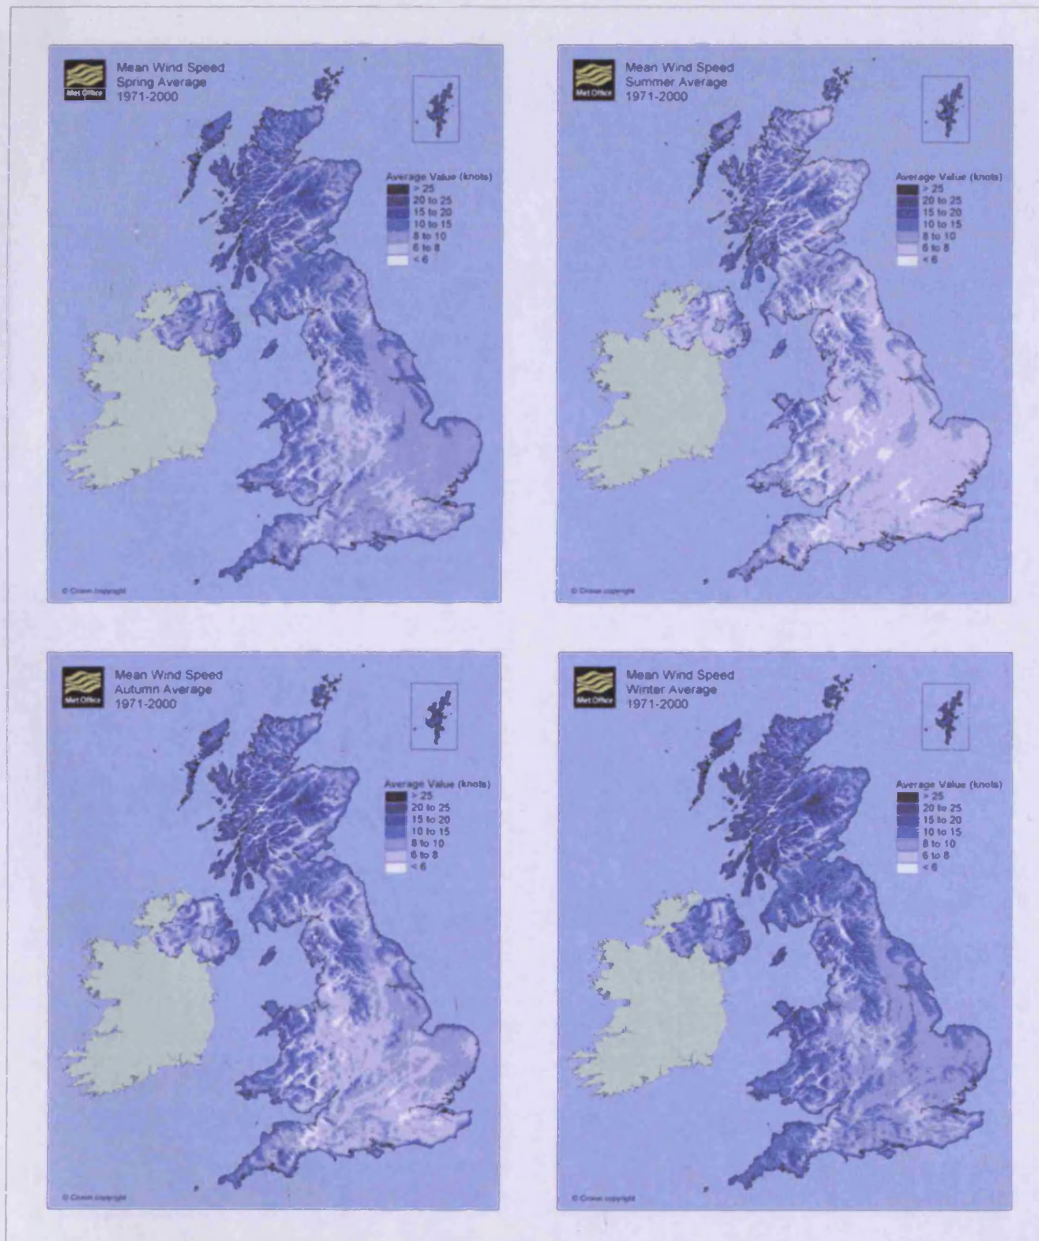 Met Office
Mean Wind Speed
Spring Average
1971-2000
Average Value (knots)
> 25
20 to 25
15 to 20
10 to 15
8 to 10
6 to 8
< 6
© Crown copyright
Met Office
Mean Wind Speed
Summer Average
1971-2000
Average Value (knots)
> 25
20 to 25
15 to 20
10 to 15
8 to 10
6 to 8
< 6
© Crown copyright
Met Office
Mean Wind Speed
Autumn Average
1971-2000
Average Value (knots)
> 25
20 to 25
15 to 20
10 to 15
8 to 10
6 to 8
< 6
© Crown copyright
Met Office
Mean Wind Speed
Winter Average
1971-2000
Average Value (knots)
> 25
20 to 25
15 to 20
10 to 15
8 to 10
6 to 8
< 6
© Crown copyright